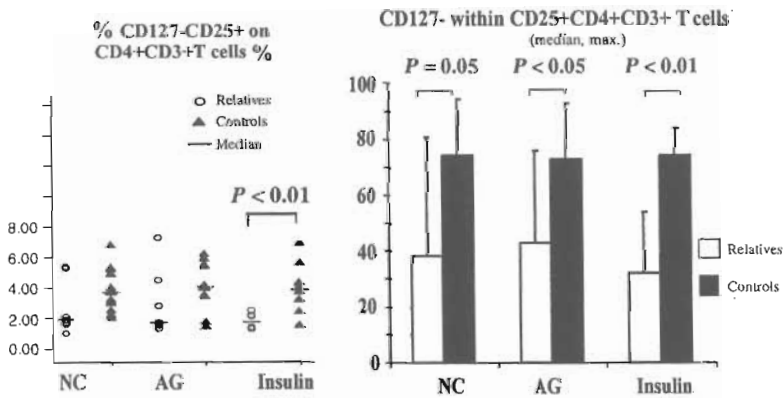 % CD127-CD25+ on
CD4+CD3+T cells %
Relatives
Controls
Median
P < 0.01
8.00
6.00
4.00
2.00
0.00
NC
AG
Insulin
CD127- within CD25+CD4+CD3+ T cells
(median, max.)
P = 0.05
P < 0.05
P < 0.01
100
80
60
40
20
0
Relatives
Controls
NC
AG
Insulin